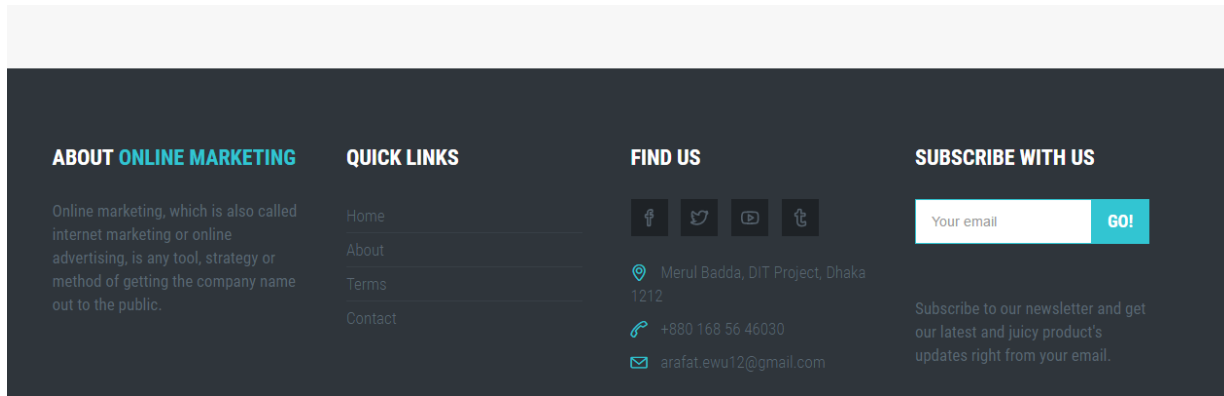 ABOUT ONLINE MARKETING
Online marketing, which is also called
internet marketing or online
advertising, is any tool, strategy or
method of getting the company name
out to the public.
QUICK LINKS
Home
About
Terms
Contact
FIND US
Merul Badda, DIT Project, Dhaka
1212
+880 168 56 46030
arafat.ewu12@gmail.com
SUBSCRIBE WITH US
Your email GO!
Subscribe to our newsletter and get
our latest and juicy product's
updates right from your email.